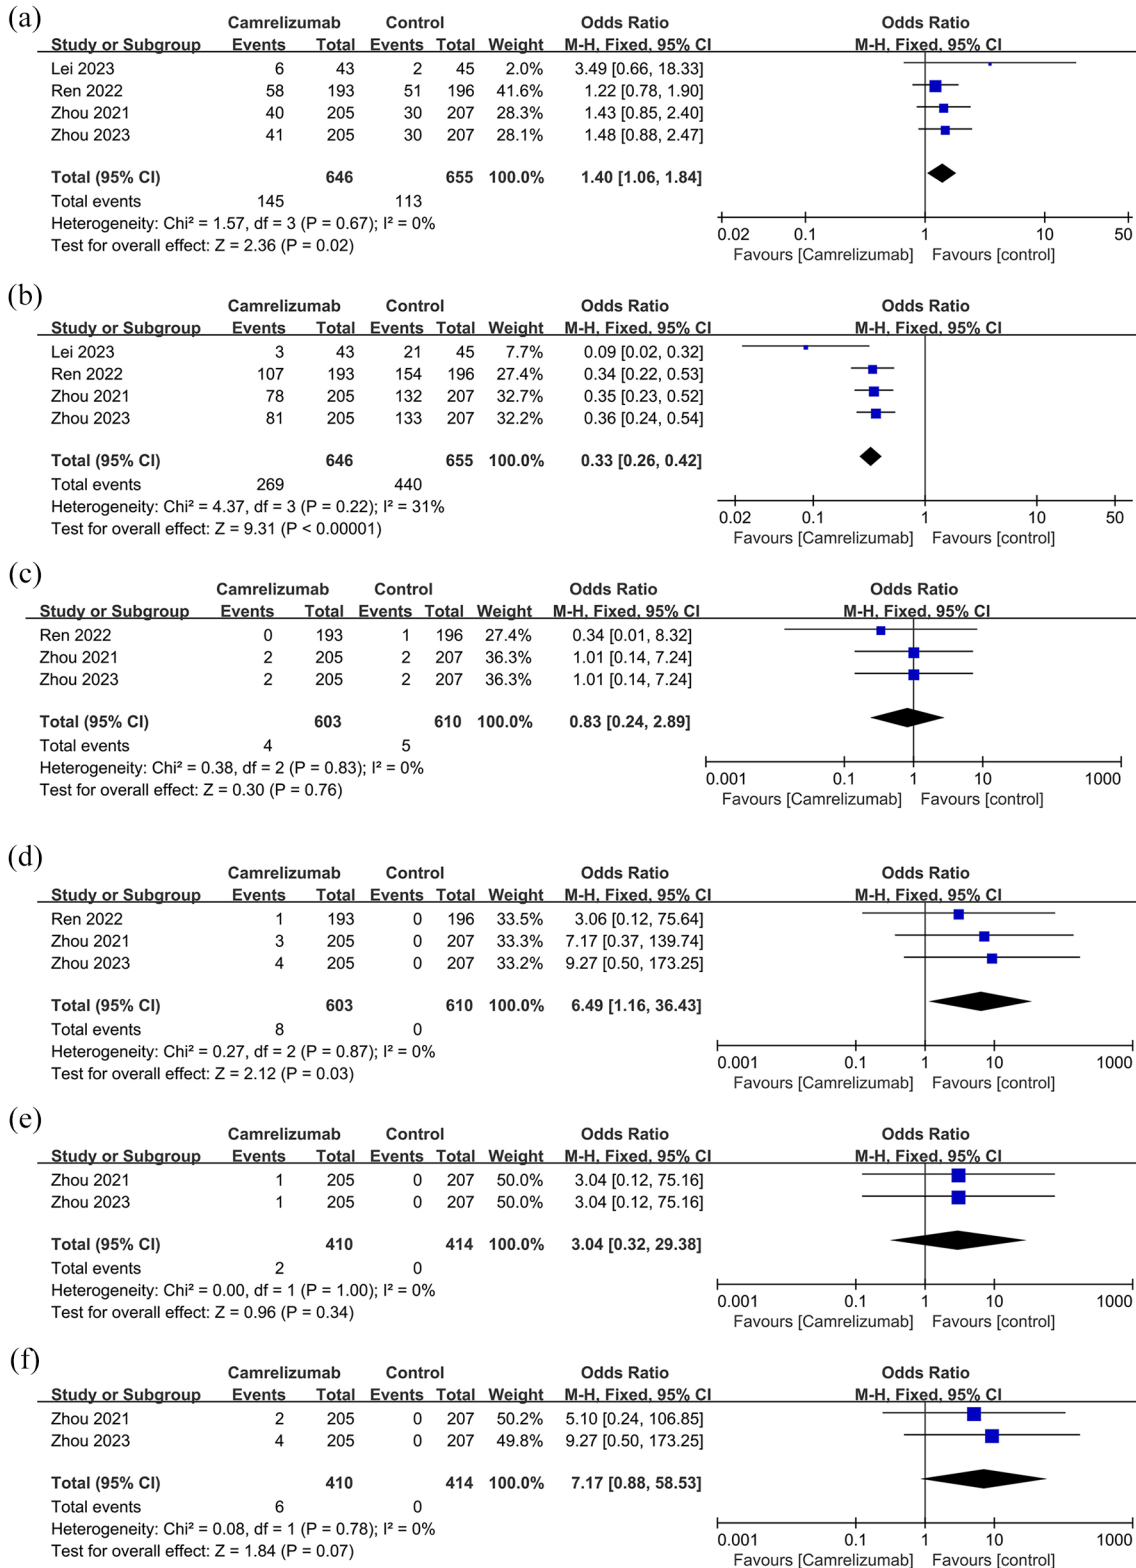 (a)
Camrelizumab Control Odds Ratio Odds Ratio
Study or Subgroup Events Total Events Total Weight M-H, Fixed, 95% CI M-H, Fixed, 95% CI
Lei 2023 6 43 2 45 2.0% 3.49 [0.66, 18.33]
Ren 2022 58 193 51 196 41.6% 1.22 [0.78, 1.90]
Zhou 2021 40 205 30 207 28.3% 1.43 [0.85, 2.40]
Zhou 2023 41 205 30 207 28.1% 1.48 [0.88, 2.47]
Total (95% CI) 646 655 100.0% 1.40 [1.06, 1.84]
Total events 145 113
Heterogeneity: Chi² = 1.57, df = 3 (P = 0.67); I² = 0%
Test for overall effect: Z = 2.36 (P = 0.02)
0.02 0.1 1 10 50
Favours [Camrelizumab] Favours [control]
(b)
Camrelizumab Control Odds Ratio Odds Ratio
Study or Subgroup Events Total Events Total Weight M-H, Fixed, 95% CI M-H, Fixed, 95% CI
Lei 2023 3 43 21 45 7.7% 0.09 [0.02, 0.32]
Ren 2022 107 193 154 196 27.4% 0.34 [0.22, 0.53]
Zhou 2021 78 205 132 207 32.7% 0.35 [0.23, 0.52]
Zhou 2023 81 205 133 207 32.2% 0.36 [0.24, 0.54]
Total (95% CI) 646 655 100.0% 0.33 [0.26, 0.42]
Total events 269 440
Heterogeneity: Chi² = 4.37, df = 3 (P = 0.22); I² = 31%
Test for overall effect: Z = 9.31 (P < 0.00001)
0.02 0.1 1 10 50
Favours [Camrelizumab] Favours [control]
(c)
Camrelizumab Control Odds Ratio Odds Ratio
Study or Subgroup Events Total Events Total Weight M-H, Fixed, 95% CI M-H, Fixed, 95% CI
Ren 2022 0 193 1 196 27.4% 0.34 [0.01, 8.32]
Zhou 2021 2 205 2 207 36.3% 1.01 [0.14, 7.24]
Zhou 2023 2 205 2 207 36.3% 1.01 [0.14, 7.24]
Total (95% CI) 603 610 100.0% 0.83 [0.24, 2.89]
Total events 4 5
Heterogeneity: Chi² = 0.38, df = 2 (P = 0.83); I² = 0%
Test for overall effect: Z = 0.30 (P = 0.76)
0.001 0.1 1 10 1000
Favours [Camrelizumab] Favours [control]
(d)
Camrelizumab Control Odds Ratio Odds Ratio
Study or Subgroup Events Total Events Total Weight M-H, Fixed, 95% CI M-H, Fixed, 95% CI
Ren 2022 1 193 0 196 33.5% 3.06 [0.12, 75.64]
Zhou 2021 3 205 0 207 33.3% 7.17 [0.37, 139.74]
Zhou 2023 4 205 0 207 33.2% 9.27 [0.50, 173.25]
Total (95% CI) 603 610 100.0% 6.49 [1.16, 36.43]
Total events 8 0
Heterogeneity: Chi² = 0.27, df = 2 (P = 0.87); I² = 0%
Test for overall effect: Z = 2.12 (P = 0.03)
0.001 0.1 1 10 1000
Favours [Camrelizumab] Favours [control]
(e)
Camrelizumab Control Odds Ratio Odds Ratio
Study or Subgroup Events Total Events Total Weight M-H, Fixed, 95% CI M-H, Fixed, 95% CI
Zhou 2021 1 205 0 207 50.0% 3.04 [0.12, 75.16]
Zhou 2023 1 205 0 207 50.0% 3.04 [0.12, 75.16]
Total (95% CI) 410 414 100.0% 3.04 [0.32, 29.38]
Total events 2 0
Heterogeneity: Chi² = 0.00, df = 1 (P = 1.00); I² = 0%
Test for overall effect: Z = 0.96 (P = 0.34)
0.001 0.1 1 10 1000
Favours [Camrelizumab] Favours [control]
(f)
Camrelizumab Control Odds Ratio Odds Ratio
Study or Subgroup Events Total Events Total Weight M-H, Fixed, 95% CI M-H, Fixed, 95% CI
Zhou 2021 2 205 0 207 50.2% 5.10 [0.24, 106.85]
Zhou 2023 4 205 0 207 49.8% 9.27 [0.50, 173.25]
Total (95% CI) 410 414 100.0% 7.17 [0.88, 58.53]
Total events 6 0
Heterogeneity: Chi² = 0.08, df = 1 (P = 0.78); I² = 0%
Test for overall effect: Z = 1.84 (P = 0.07)
0.001 0.1 1 10 1000
Favours [Camrelizumab] Favours [control]